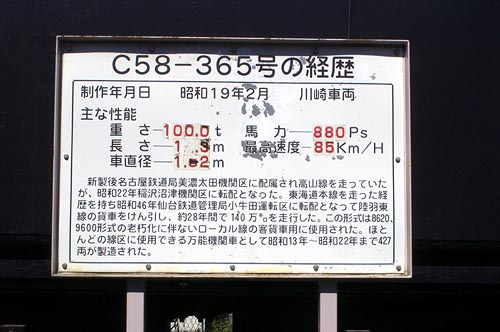 C58-365号の経歴
制作年月日 昭和19年2月 川崎車両
主な性能
重さ-100.0t 馬力-880Ps
長さ-1 .3m 最高速度-85Km/H
車直径-1.52m
新製後名古屋鉄道局美濃太田機関区に配属され高山線を走っていた
が、昭和22年稲沢沼津機関区に転配となった。東海道本線を走った経
歴を持ち昭和46年仙台鉄道管理局小牛田運転区に転配となって陸羽東
線の貨車をけん引し、約28年間で140万㌔を走行した。この形式は8620、
9600形式の老朽化に伴ないローカル線の客貨車用に使用された。ほと
んどの線区に使用できる万能機関車として昭和13年~昭和22年まで427
両が製造された。